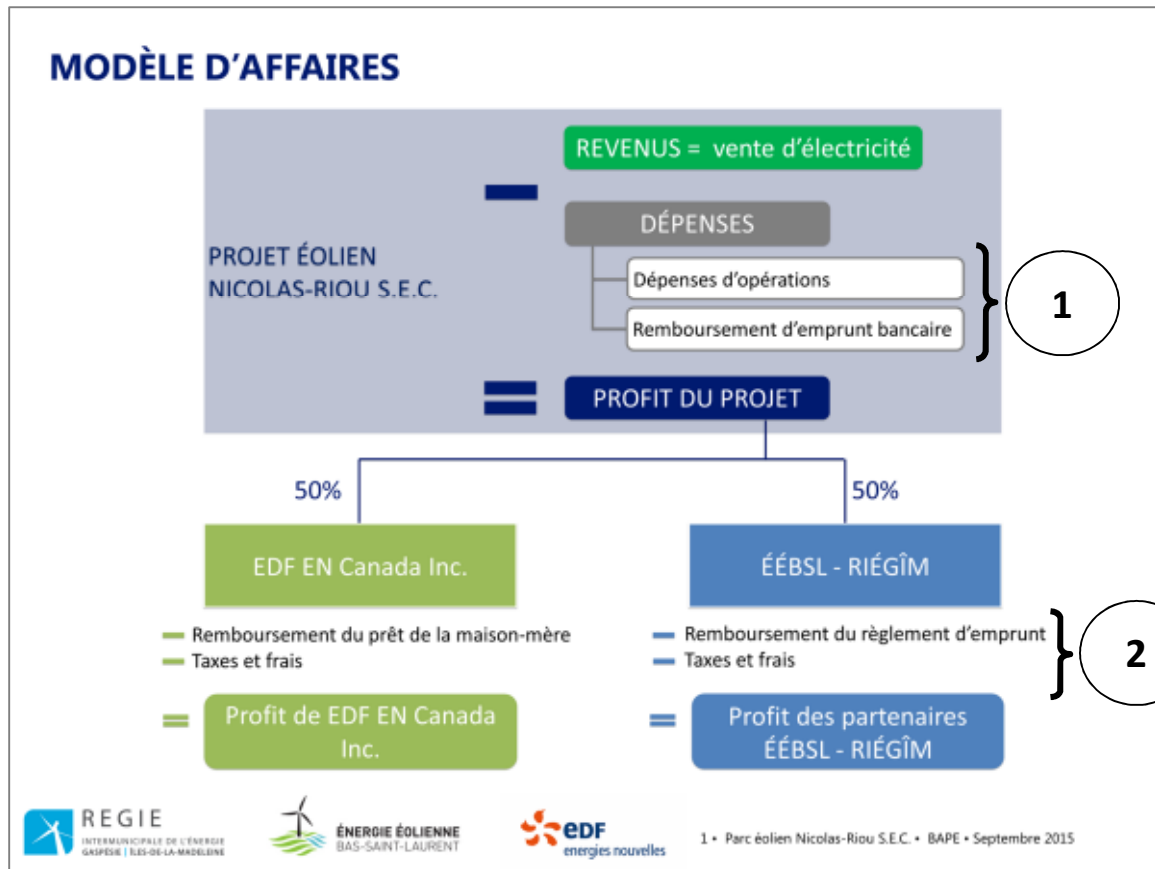 MODÈLE D'AFFAIRES
REVENUS = vente d'électricité
DÉPENSES
PROJET ÉOLIEN
NICOLAS-RIOU S.E.C.
Dépenses d'opérations
Remboursement d'emprunt bancaire
1
PROFIT DU PROJET
50%
50%
EDF EN Canada Inc.
ÉÉBSL - RIÉGÎM
Remboursement du prêt de la maison-mère
Taxes et frais
Remboursement du règlement d'emprunt
Taxes et frais
2
Profit de EDF EN Canada
Inc.
Profit des partenaires
ÉÉBSL - RIÉGÎM
REGIE
INTERMUNICIPALE DE L'ÉNERGIE
GASPÉSIE | ÎLES-DE-LA-MADELEINE
ÉNERGIE ÉOLIENNE
BAS-SAINT-LAURENT
edf
energies nouvelles
1 • Parc éolien Nicolas-Riou S.E.C. • BAPE • Septembre 2015